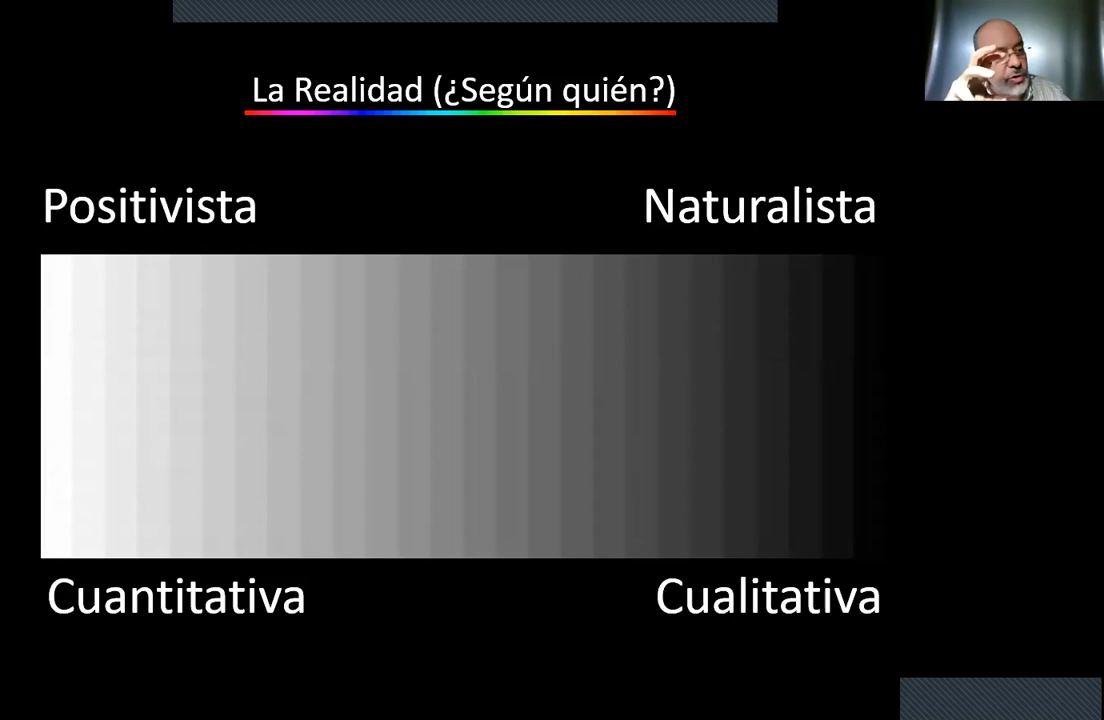 La Realidad (¿Según quién?)
Positivista
Naturalista
Cuantitativa
Cualitativa